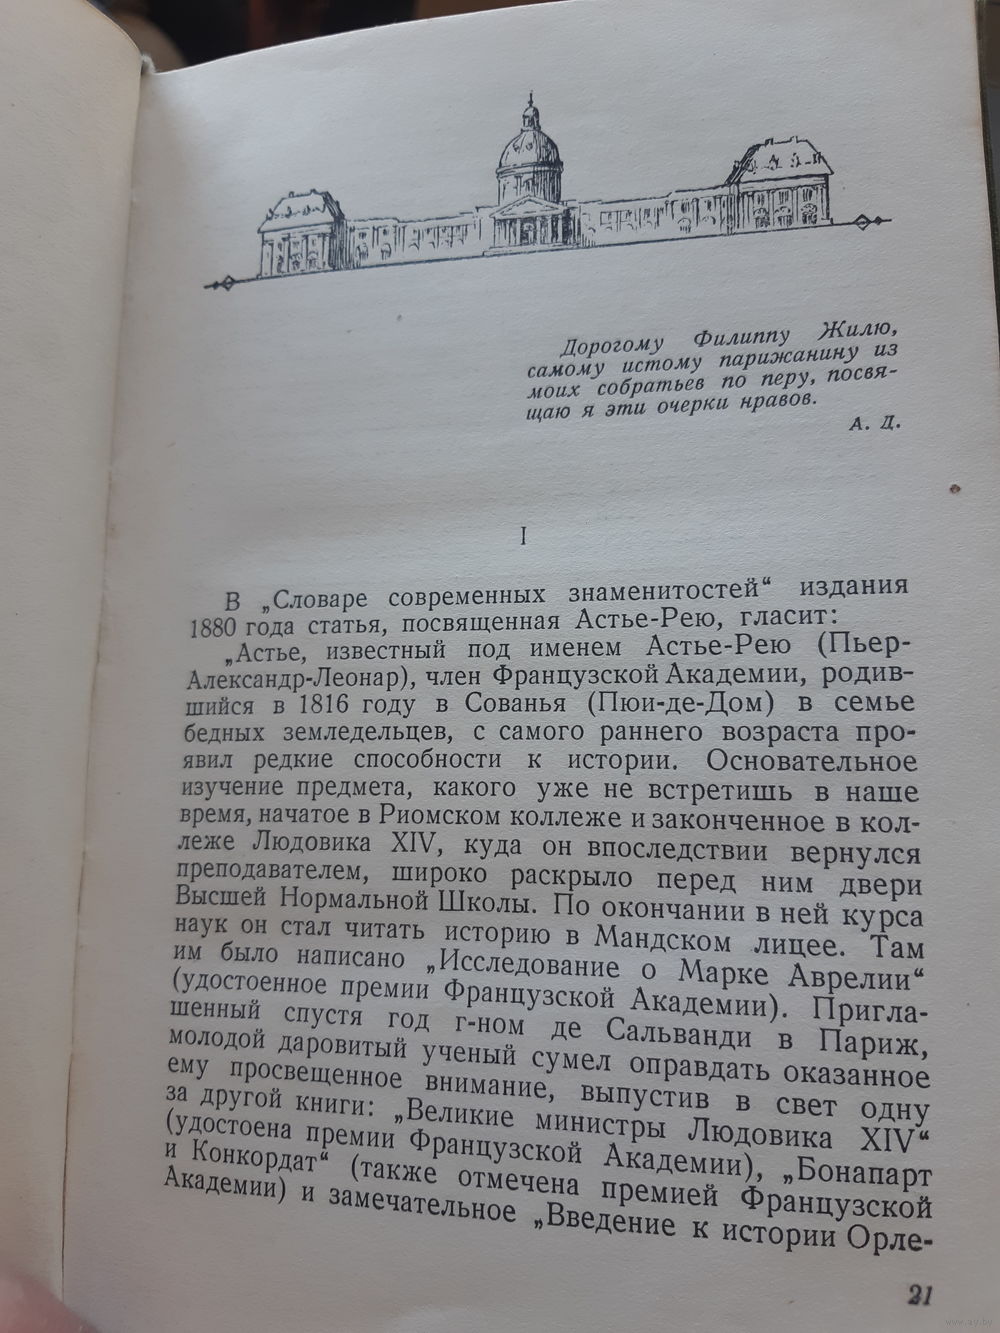 Дорогому Филиппу Жилю,
самому истому парижанину из
моих собратьев по перу, посвя-
щаю я эти очерки нравов.
А. Д.
I
В „Словаре современных знаменитостей“ издания
1880 года статья, посвященная Астье-Рею, гласит:
„Астье, известный под именем Астье-Рею (Пьер-
Александр-Леонар), член Французской Академии, родив-
шийся в 1816 году в Сованья (Пюи-де-Дом) в семье
бедных земледельцев, с самого раннего возраста про-
явил редкие способности к истории. Основательное
изучение предмета, какого уже не встретишь в наше
время, начатое в Риомском коллеже и законченное в кол-
леже Людовика XIV, куда он впоследствии вернулся
преподавателем, широко раскрыло перед ним двери
Высшей Нормальной Школы. По окончании в ней курса
наук он стал читать историю в Мандском лицее. Там
им было написано „Исследование о Марке Аврелии“
(удостоенное премии Французской Академии). Пригла-
шенный спустя год г-ном де Сальванди в Париж,
молодой даровитый ученый сумел оправдать оказанное
ему просвещенное внимание, выпустив в свет одну
за другой книги: „Великие министры Людовика XIV“
(удостоена премии Французской Академии), „Бонапарт
и Конкордат“ (также отмечена премией Французской
Академии) и замечательное „Введение к истории Орле-
21
www.ay.by